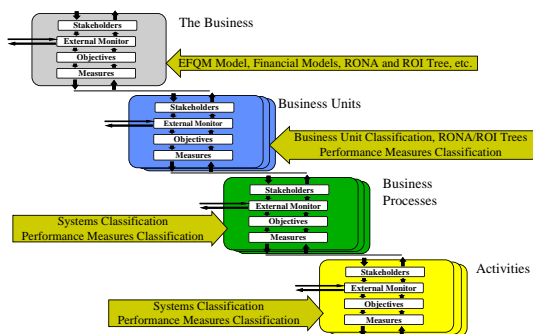 The Business
Stakeholders
External Monitor
Objectives
Measures
EFQM Model, Financial Models, RONA and ROI Tree, etc.
Business Units
Stakeholders
External Monitor
Objectives
Measures
Business Unit Classification, RONA/ROI Trees
Performance Measures Classification
Business
Processes
Stakeholders
External Monitor
Objectives
Measures
Systems Classification
Performance Measures Classification
Activities
Stakeholders
External Monitor
Objectives
Measures
Systems Classification
Performance Measures Classification